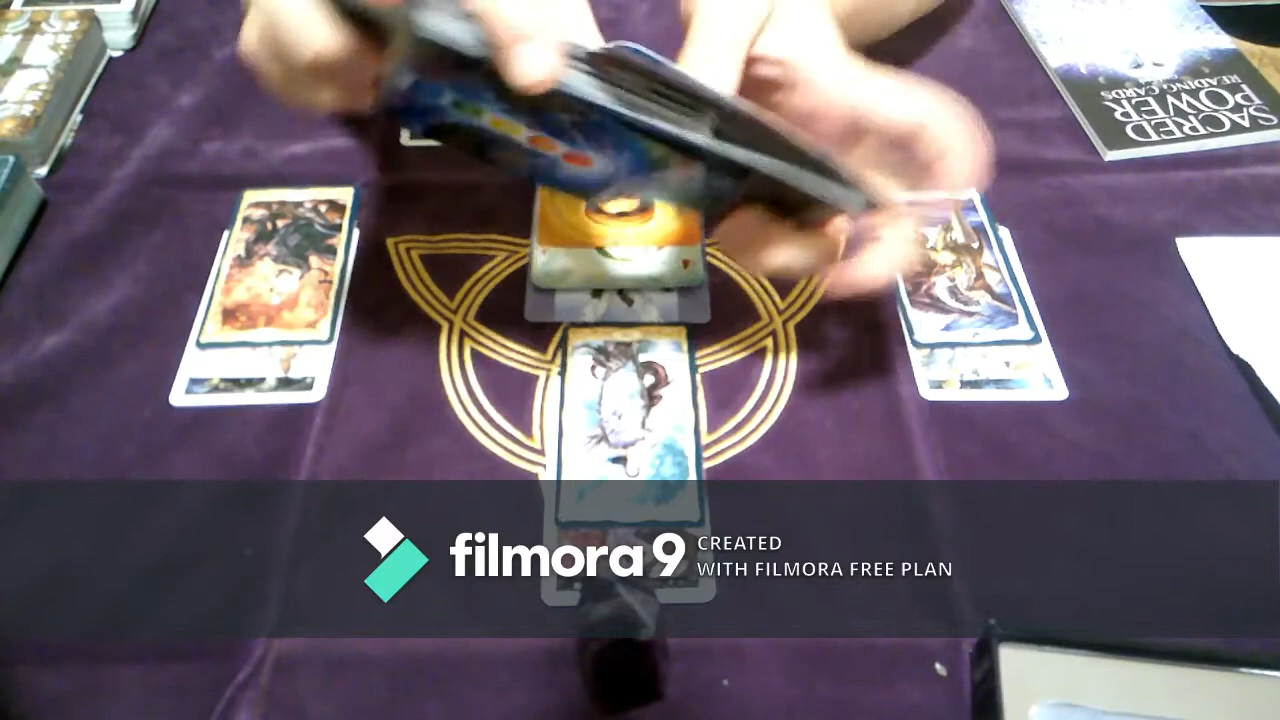 SACRED
POWER
READING CARDS
filmora9
CREATED
WITH FILMORA FREE PLAN